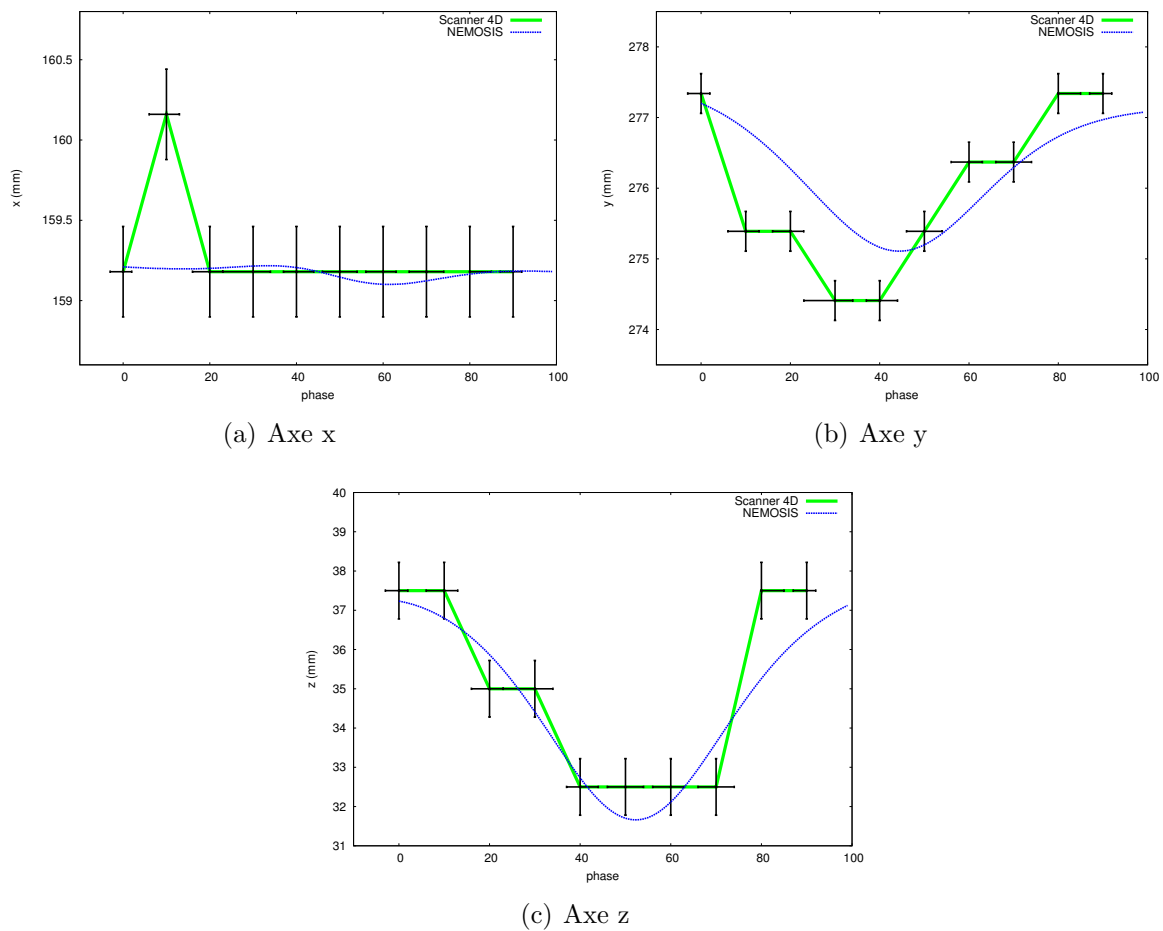 Scanner 4D
NEMOSIS
160.5
160
159.5
159
x (mm)
0 20 40 60 80 100
phase
(a) Axe x
Scanner 4D
NEMOSIS
278
277
276
275
274
y (mm)
0 20 40 60 80 100
phase
(b) Axe y
Scanner 4D
NEMOSIS
40
39
38
37
36
35
34
33
32
31
z (mm)
0 20 40 60 80 100
phase
(c) Axe z